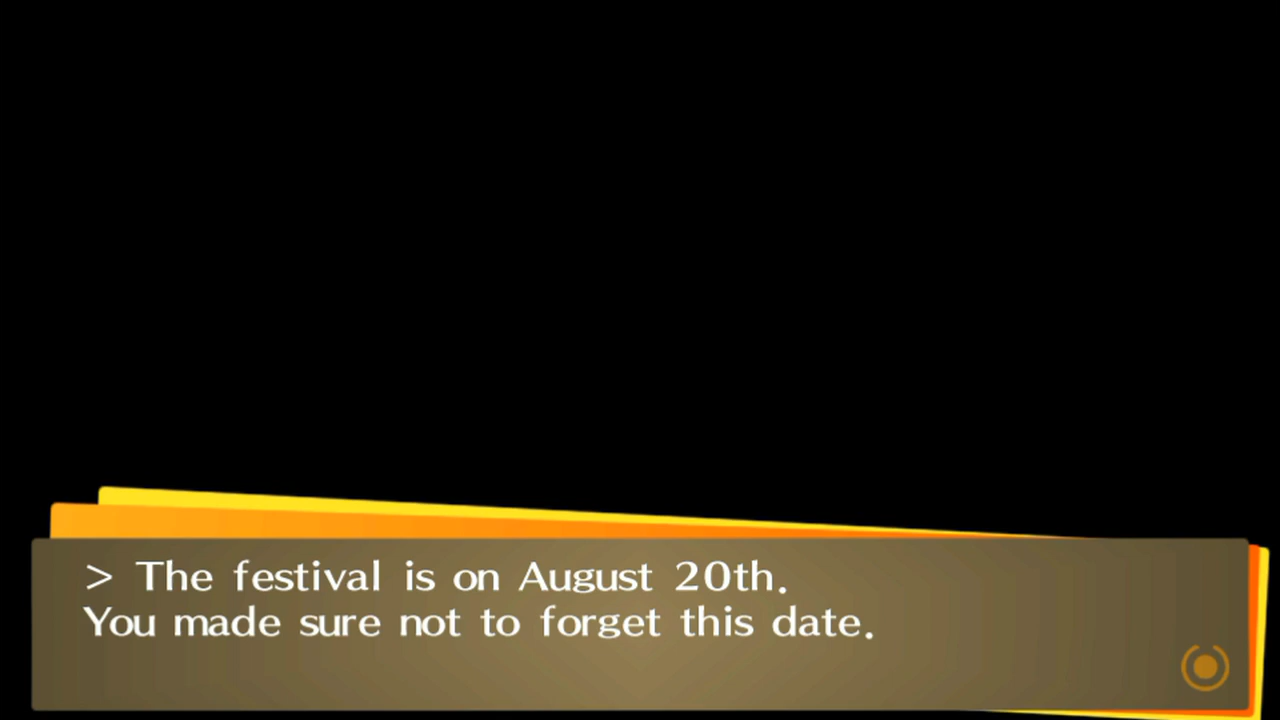 > The festival is on August 20th.
You made sure not to forget this date.